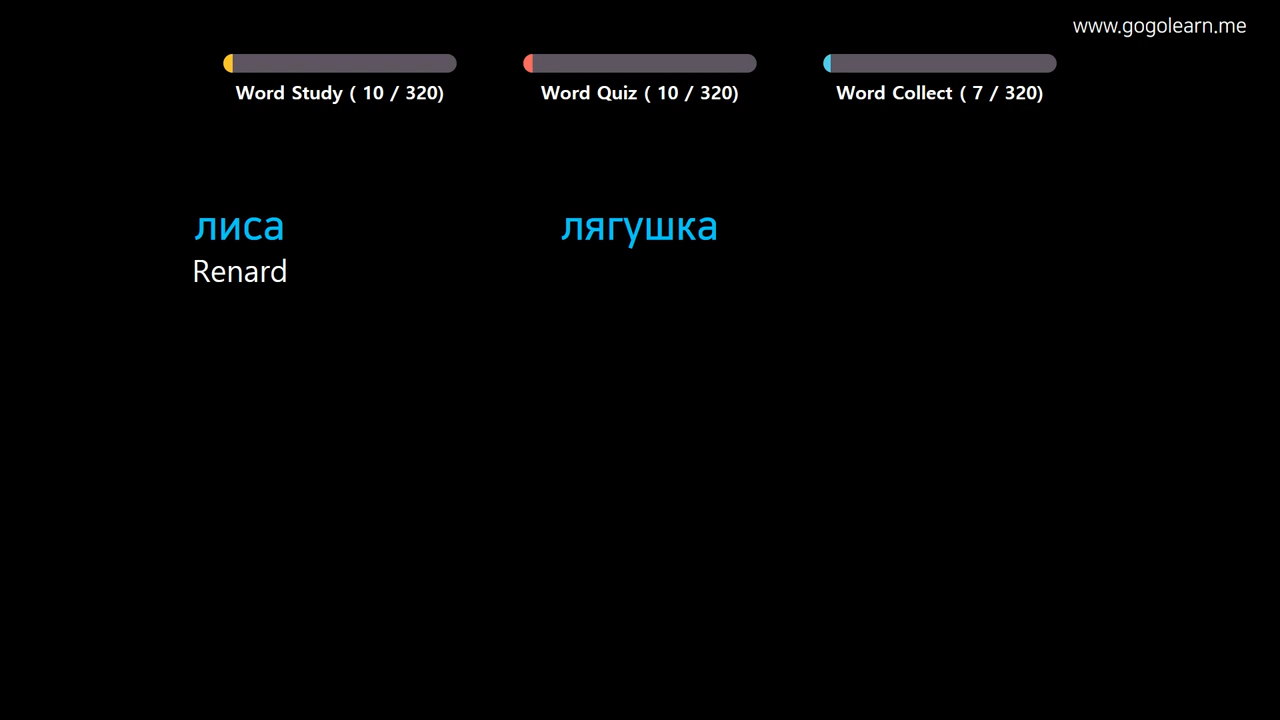 www.gogolearn.me
Word Study ( 10 / 320)
Word Quiz ( 10 / 320)
Word Collect ( 7 / 320)
лиса
лягушка
Renard